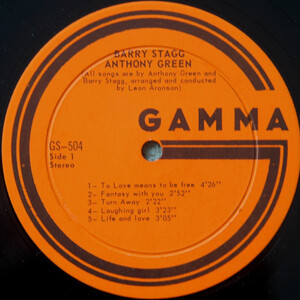 BARRY STAGG
ANTHONY GREEN
(All songs are by Anthony Green and
Barry Stagg, arranged and conducted
by Leon Aronson)
GAMMA
GS-504
Side 1
Stereo
1- To Love means to be free 4'26"
2- Fantasy with you 2'52"
3- Turn Away 2'22"
4- Laughing girl 3'23"
5- Life and love 3'05"